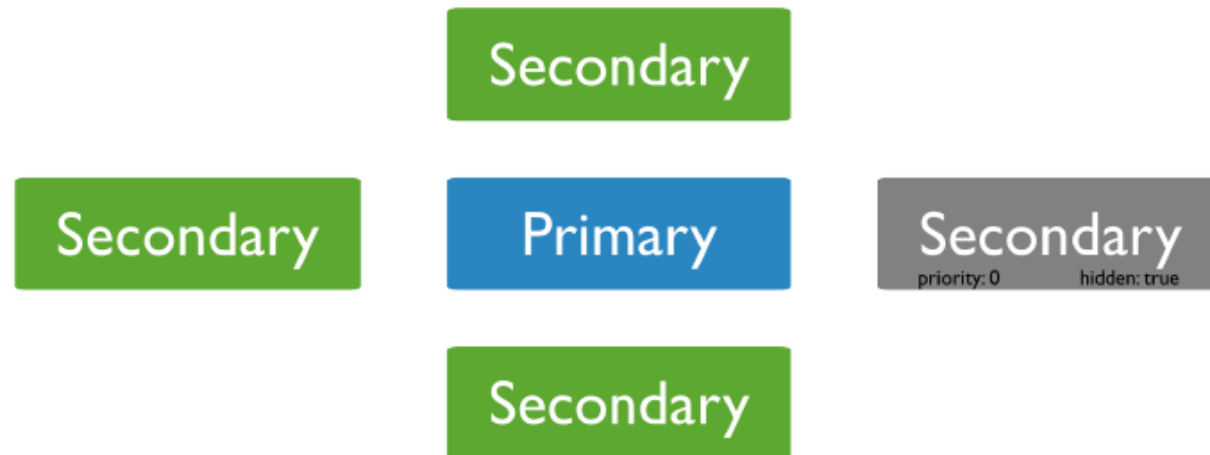 Secondary
Secondary
Primary
Secondary
priority: 0
hidden: true
Secondary